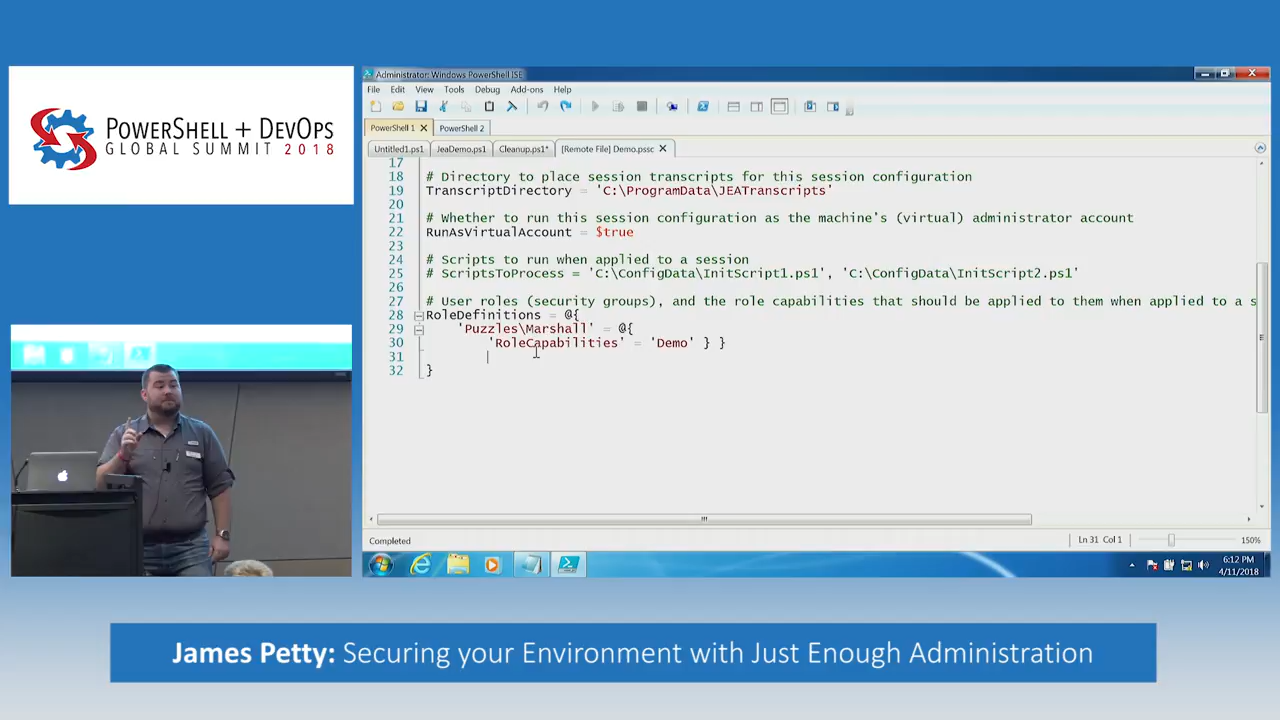 POWERSHELL + DEVOPS
GLOBAL SUMMIT 2018
Administrator: Windows PowerShell ISE
File Edit View Tools Debug Add-ons Help
PowerShell 1 PowerShell 2
Untitled1.ps1 JeaDemo.ps1 Cleanup.ps1* [Remote File] Demo.pssc
17
18 # Directory to place session transcripts for this session configuration
19 TranscriptDirectory = 'C:\ProgramData\JEATranscripts'
20
21 # Whether to run this session configuration as the machine's (virtual) administrator account
22 RunAsVirtualAccount = $true
23
24 # Scripts to run when applied to a session
25 # ScriptsToProcess = 'C:\ConfigData\InitScript1.ps1', 'C:\ConfigData\InitScript2.ps1'
26
27 # User roles (security groups), and the role capabilities that should be applied to them when applied to a s
28 RoleDefinitions = @{
29 'Puzzles\Marshall' = @{
30 'RoleCapabilities' = 'Demo' } }
31
32 }
Completed Ln 31 Col 1 150%
6:12 PM
4/11/2018
James Petty: Securing your Environment with Just Enough Administration